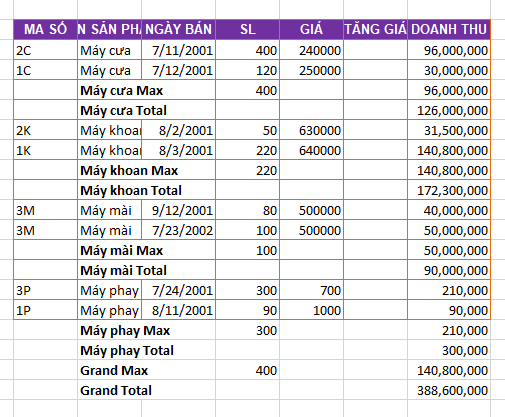 MA SÓ N SẢN PHẨ NGÀY BÁN SL GIÁ TĂNG GIÁ DOANH THU
2C Máy cưa 7/11/2001 400 240000 96,000,000
1C Máy cưa 7/12/2001 120 250000 30,000,000
Máy cưa Max 400 96,000,000
Máy cưa Total 126,000,000
2K Máy khoan 8/2/2001 50 630000 31,500,000
1K Máy khoan 8/3/2001 220 640000 140,800,000
Máy khoan Max 220 140,800,000
Máy khoan Total 172,300,000
3M Máy mài 9/12/2001 80 500000 40,000,000
3M Máy mài 7/23/2002 100 500000 50,000,000
Máy mài Max 100 50,000,000
Máy mài Total 90,000,000
3P Máy phay 7/24/2001 300 700 210,000
1P Máy phay 8/11/2001 90 1000 90,000
Máy phay Max 300 210,000
Máy phay Total 300,000
Grand Max 400 140,800,000
Grand Total 388,600,000